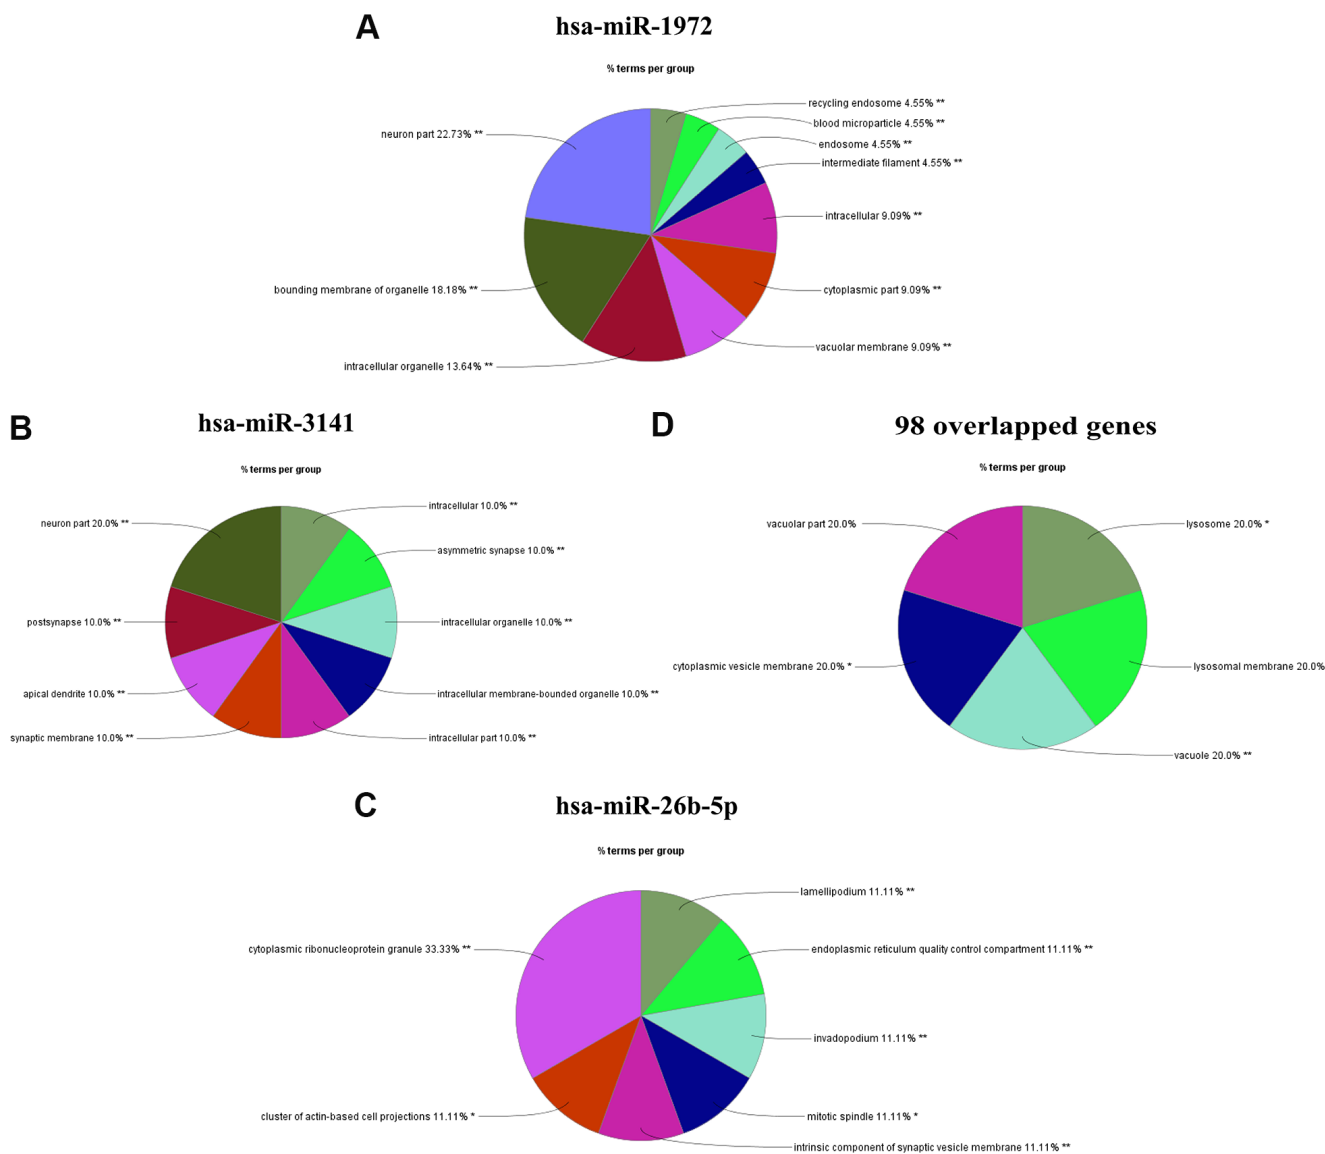 A
hsa-miR-1972
% terms per group
recycling endosome 4.55% **
blood microparticle 4.55% **
neuron part 22.73% **
endosome 4.55% **
intermediate filament 4.55% **
intracellular 9.09% **
bounding membrane of organelle 18.18% **
cytoplasmic part 9.09% **
vacuolar membrane 9.09% **
intracellular organelle 13.64% **
B
hsa-miR-3141
% terms per group
intracellular 10.0% **
neuron part 20.0% **
asymmetric synapse 10.0% **
postsynapse 10.0% **
intracellular organelle 10.0% **
apical dendrite 10.0% **
intracellular membrane-bounded organelle 10.0% **
synaptic membrane 10.0% **
intracellular part 10.0% **
D
98 overlapped genes
% terms per group
vacuolar part 20.0%
lysosome 20.0% *
cytoplasmic vesicle membrane 20.0% *
lysosomal membrane 20.0%
vacuole 20.0% **
C
hsa-miR-26b-5p
% terms per group
lamellipodium 11.11% **
cytoplasmic ribonucleoprotein granule 33.33% **
endoplasmic reticulum quality control compartment 11.11% **
invadopodium 11.11% **
cluster of actin-based cell projections 11.11% *
mitotic spindle 11.11% *
intrinsic component of synaptic vesicle membrane 11.11% **